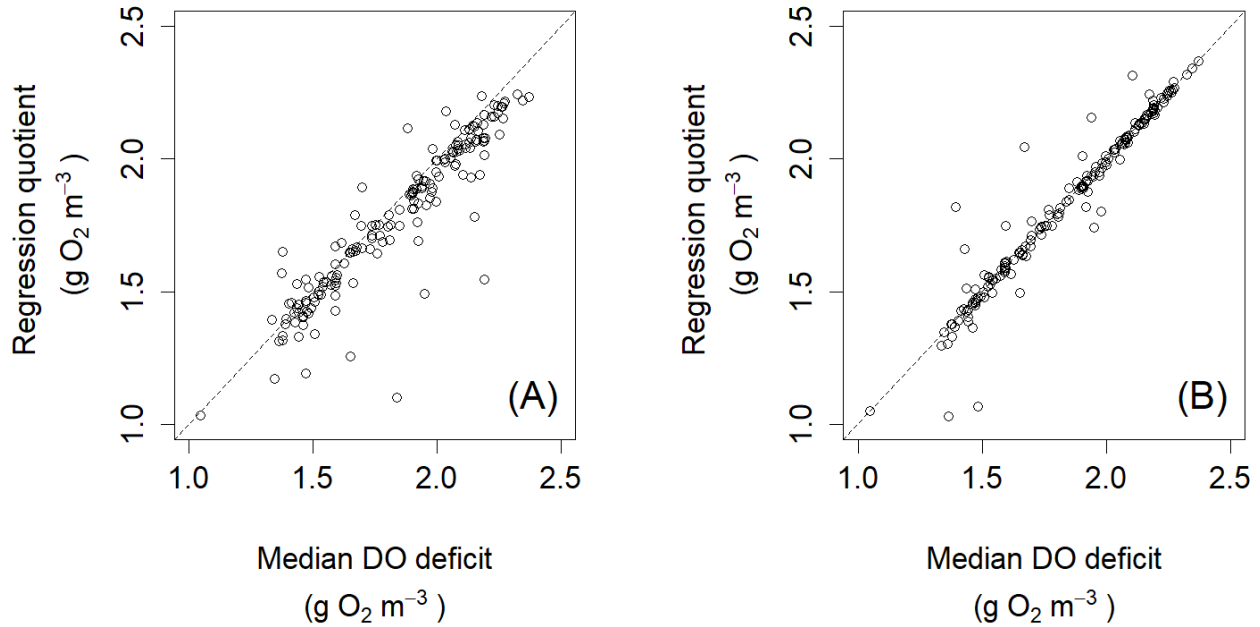 Regression quotient
(g O₂ m⁻³ )
2.5
2.0
1.5
1.0
(A)
1.0 1.5 2.0 2.5
Median DO deficit
(g O₂ m⁻³ )
Regression quotient
(g O₂ m⁻³ )
2.5
2.0
1.5
1.0
(B)
1.0 1.5 2.0 2.5
Median DO deficit
(g O₂ m⁻³ )